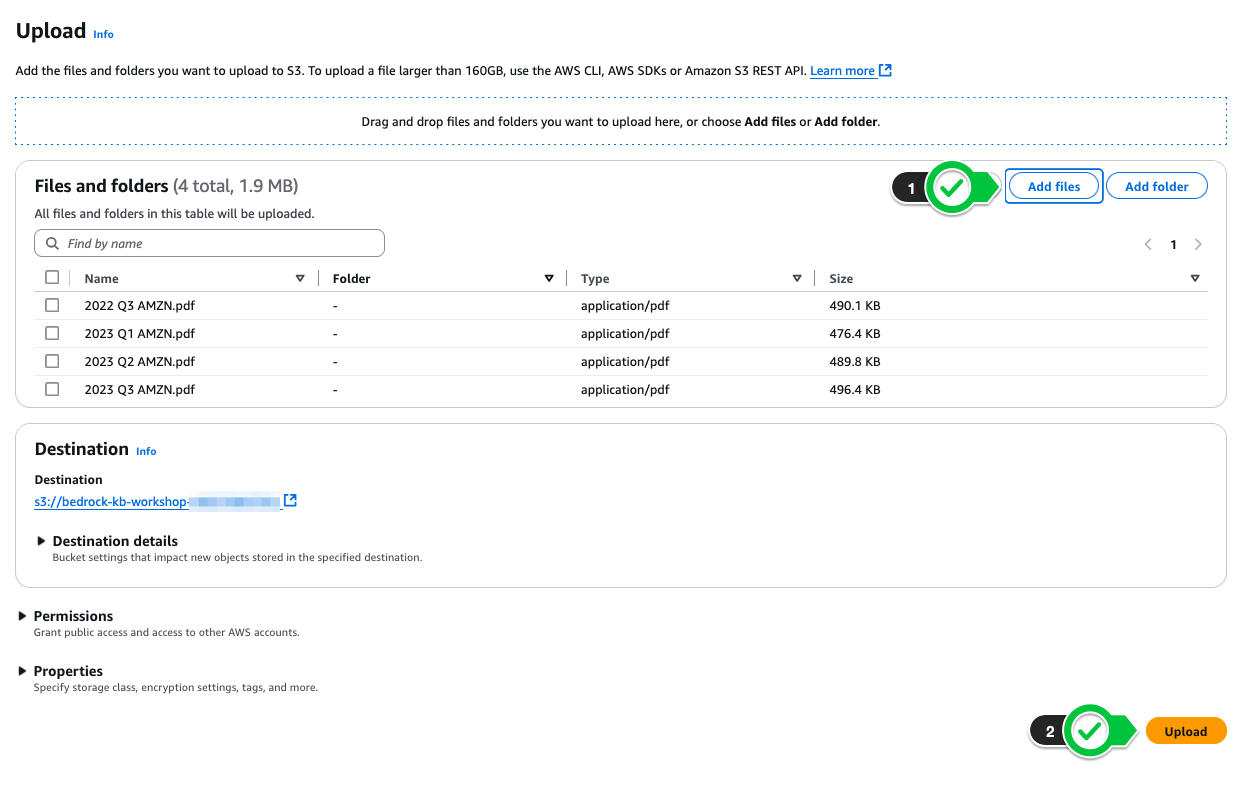 Upload Info
Add the files and folders you want to upload to S3. To upload a file larger than 160GB, use the AWS CLI, AWS SDKs or Amazon S3 REST API. Learn more
Drag and drop files and folders you want to upload here, or choose Add files or Add folder.
Files and folders (4 total, 1.9 MB)
1
Add files
Add folder
All files and folders in this table will be uploaded.
Find by name
1
Name Folder Type Size
2022 Q3 AMZN.pdf - application/pdf 490.1 KB
2023 Q1 AMZN.pdf - application/pdf 476.4 KB
2023 Q2 AMZN.pdf - application/pdf 489.8 KB
2023 Q3 AMZN.pdf - application/pdf 496.4 KB
Destination Info
Destination
s3://bedrock-kb-workshop-
Destination details
Bucket settings that impact new objects stored in the specified destination.
Permissions
Grant public access and access to other AWS accounts.
Properties
Specify storage class, encryption settings, tags, and more.
2
Upload